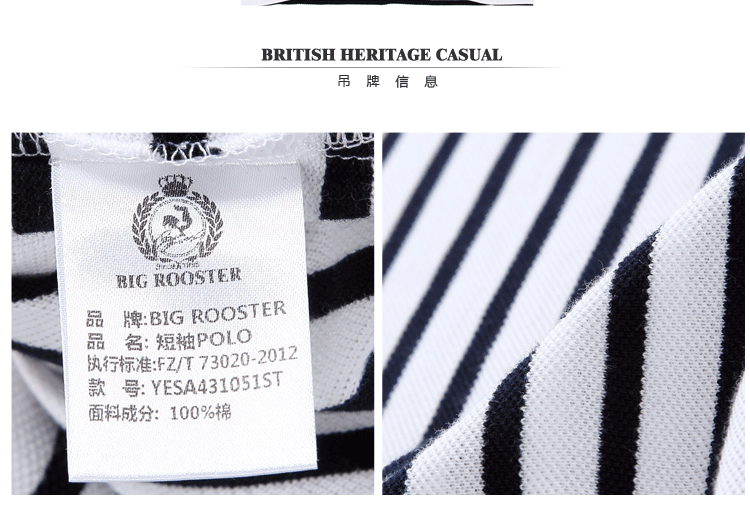 BRITISH HERITAGE CASUAL
吊 牌 信 息
BIG ROOSTER
品 牌:BIG ROOSTER
品 名: 短袖POLO
执行标准:FZ/T 73020-2012
款 号: YESA431051ST
面料成分: 100%棉